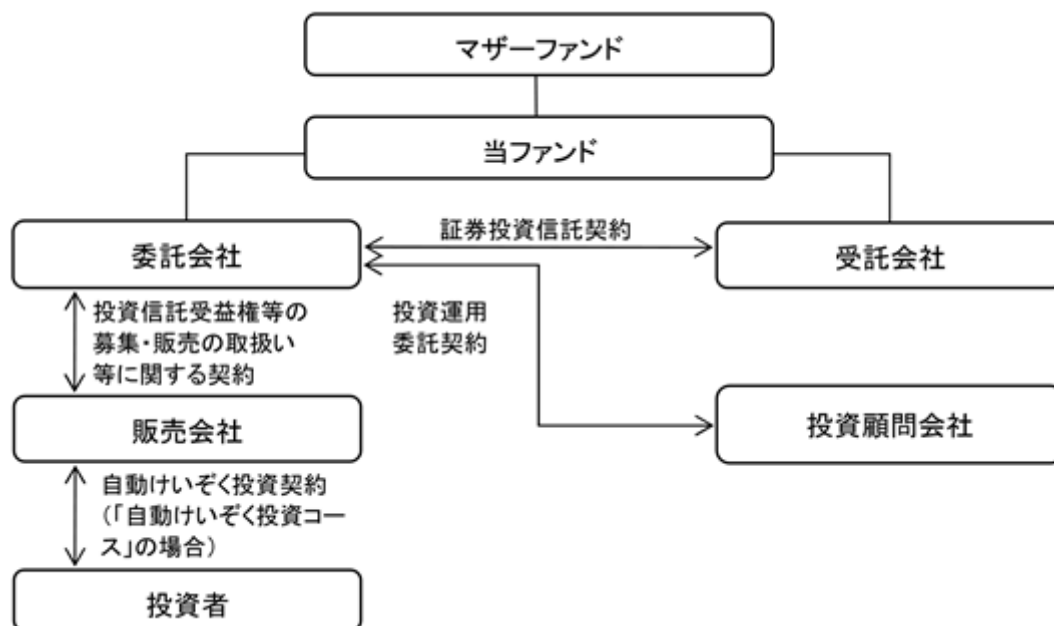 マザーファンド
当ファンド
証券投資信託契約
委託会社
受託会社
投資信託受益権等の
募集・販売の取扱い
等に関する契約
投資運用
委託契約
販売会社
投資顧問会社
自動けいぞく投資契約
(「自動けいぞく投資コー
ス」の場合)
投資者